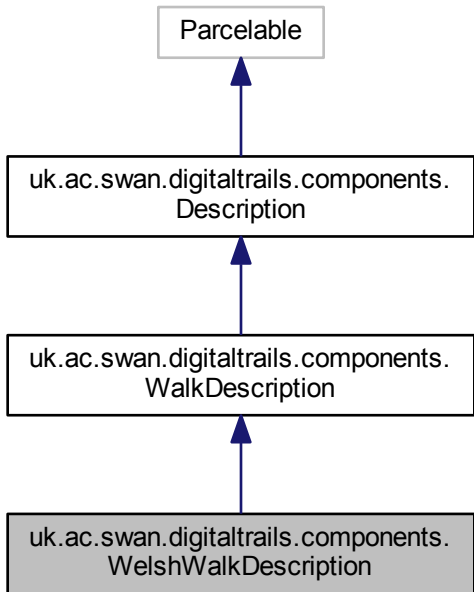 Parcelable
uk.ac.swan.digitaltrails.components.
Description
uk.ac.swan.digitaltrails.components.
WalkDescription
uk.ac.swan.digitaltrails.components.
WelshWalkDescription